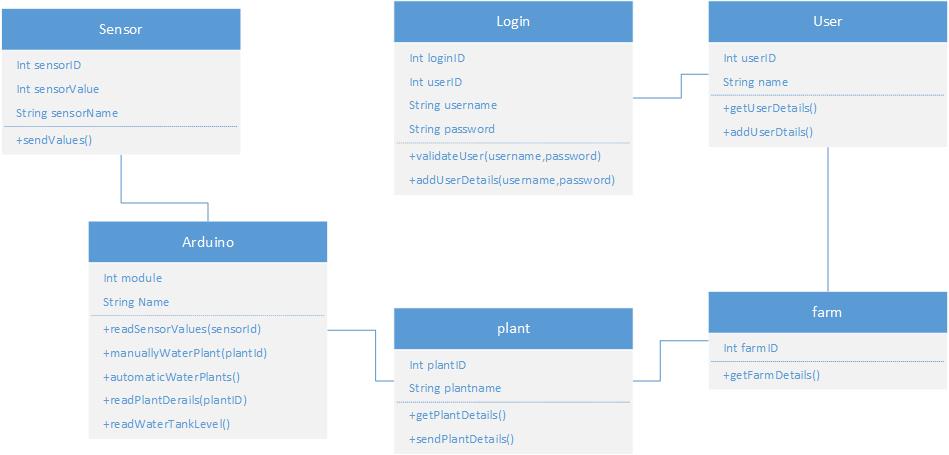 Sensor
Int sensorID
Int sensorValue
String sensorName
+sendValues()
Login
Int loginID
Int userID
String username
String password
+validateUser(username,password)
+addUserDetails(username,password)
User
Int userID
String name
+getUserDetails()
+addUserDtails()
Arduino
Int module
String Name
+readSensorValues(sensorId)
+manuallyWaterPlant(plantId)
+automaticWaterPlants()
+readPlantDerails(plantID)
+readWaterTankLevel()
plant
Int plantID
String plantname
+getPlantDetails()
+sendPlantDetails()
farm
Int farmID
+getFarmDetails()